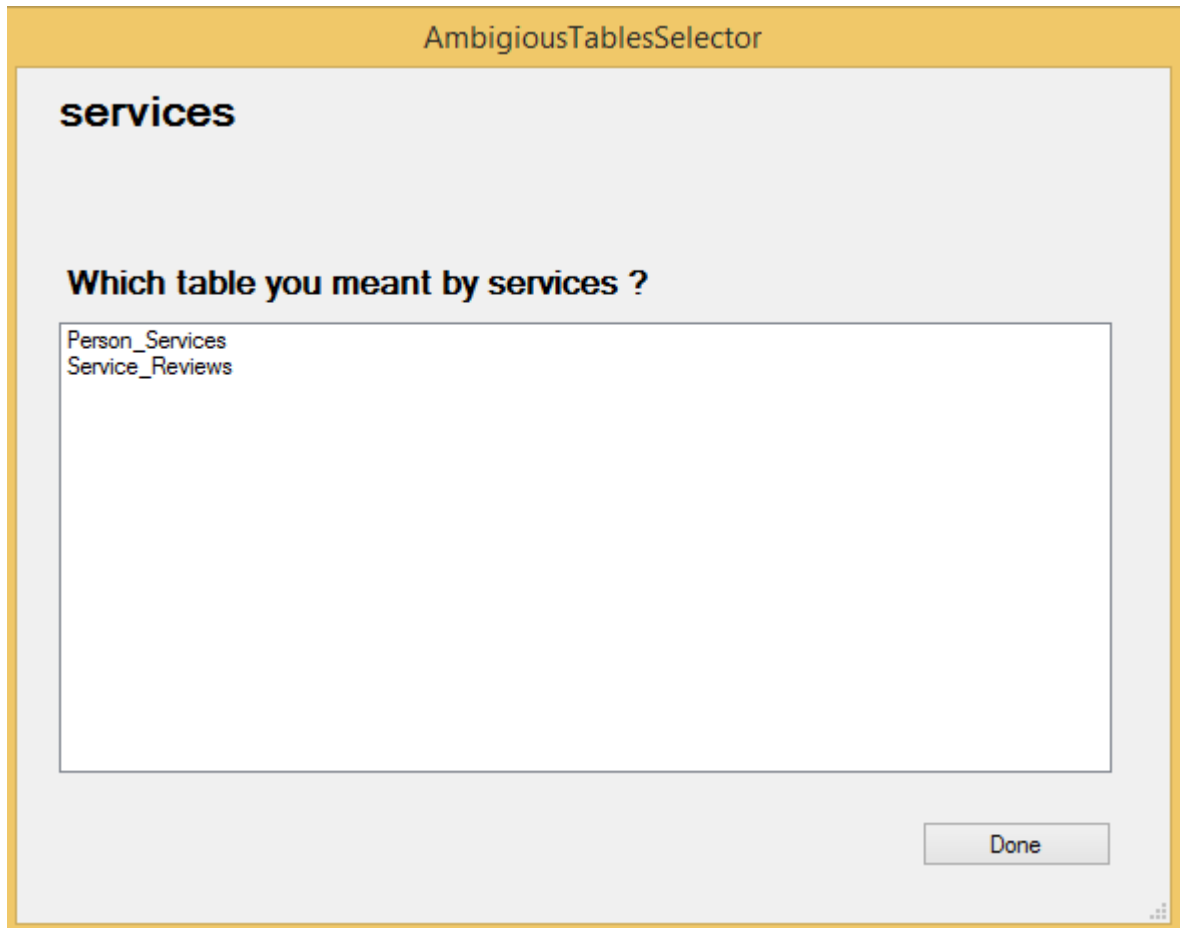 AmbigiousTablesSelector
services
Which table you meant by services ?
Person_Services
Service_Reviews
Done